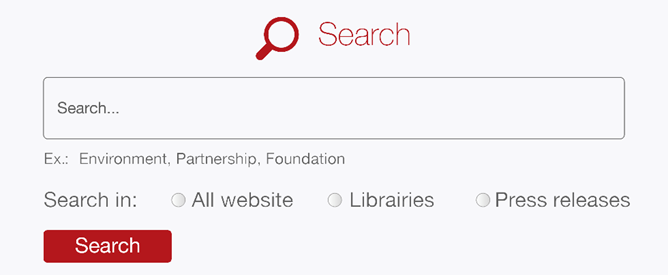 Search
Search...
Ex.: Environment, Partnership, Foundation
Search in: All website Librairies Press releases
Search